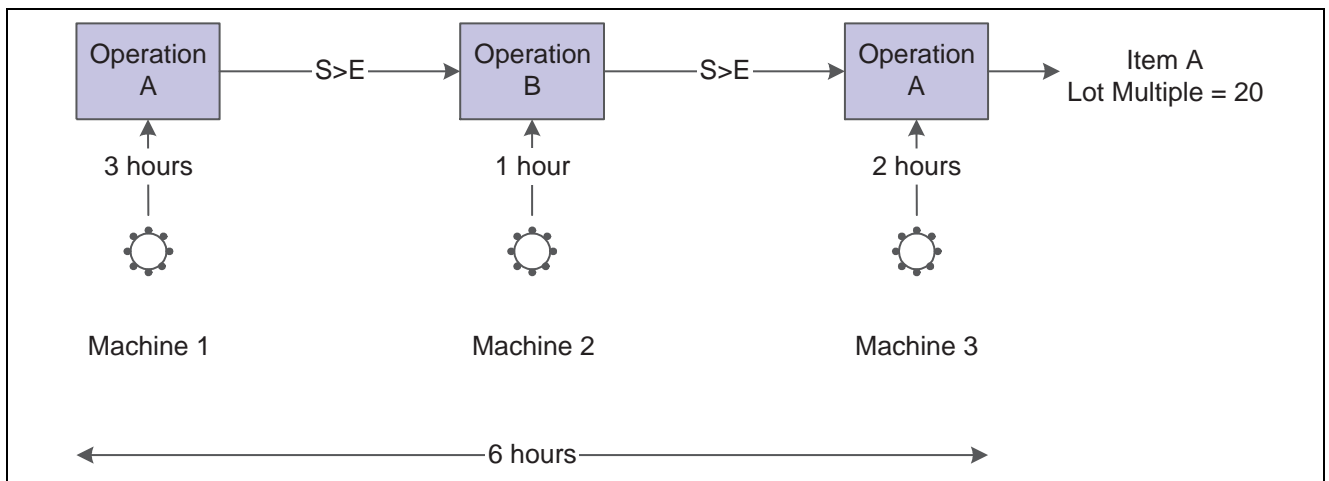 Operation
A
S>E
Operation
B
S>E
Operation
A
Item A
Lot Multiple = 20
3 hours
1 hour
2 hours
Machine 1
Machine 2
Machine 3
6 hours